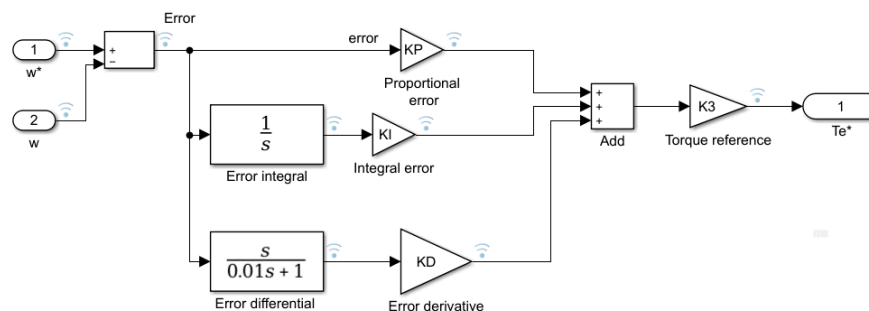 Error
1
w*
+
−
error
KP
Proportional
error
2
w
1
s
Error integral
KI
Integral error
+
+
+
Add
K3
Torque reference
1
Te*
s
0.01s + 1
Error differential
KD
Error derivative